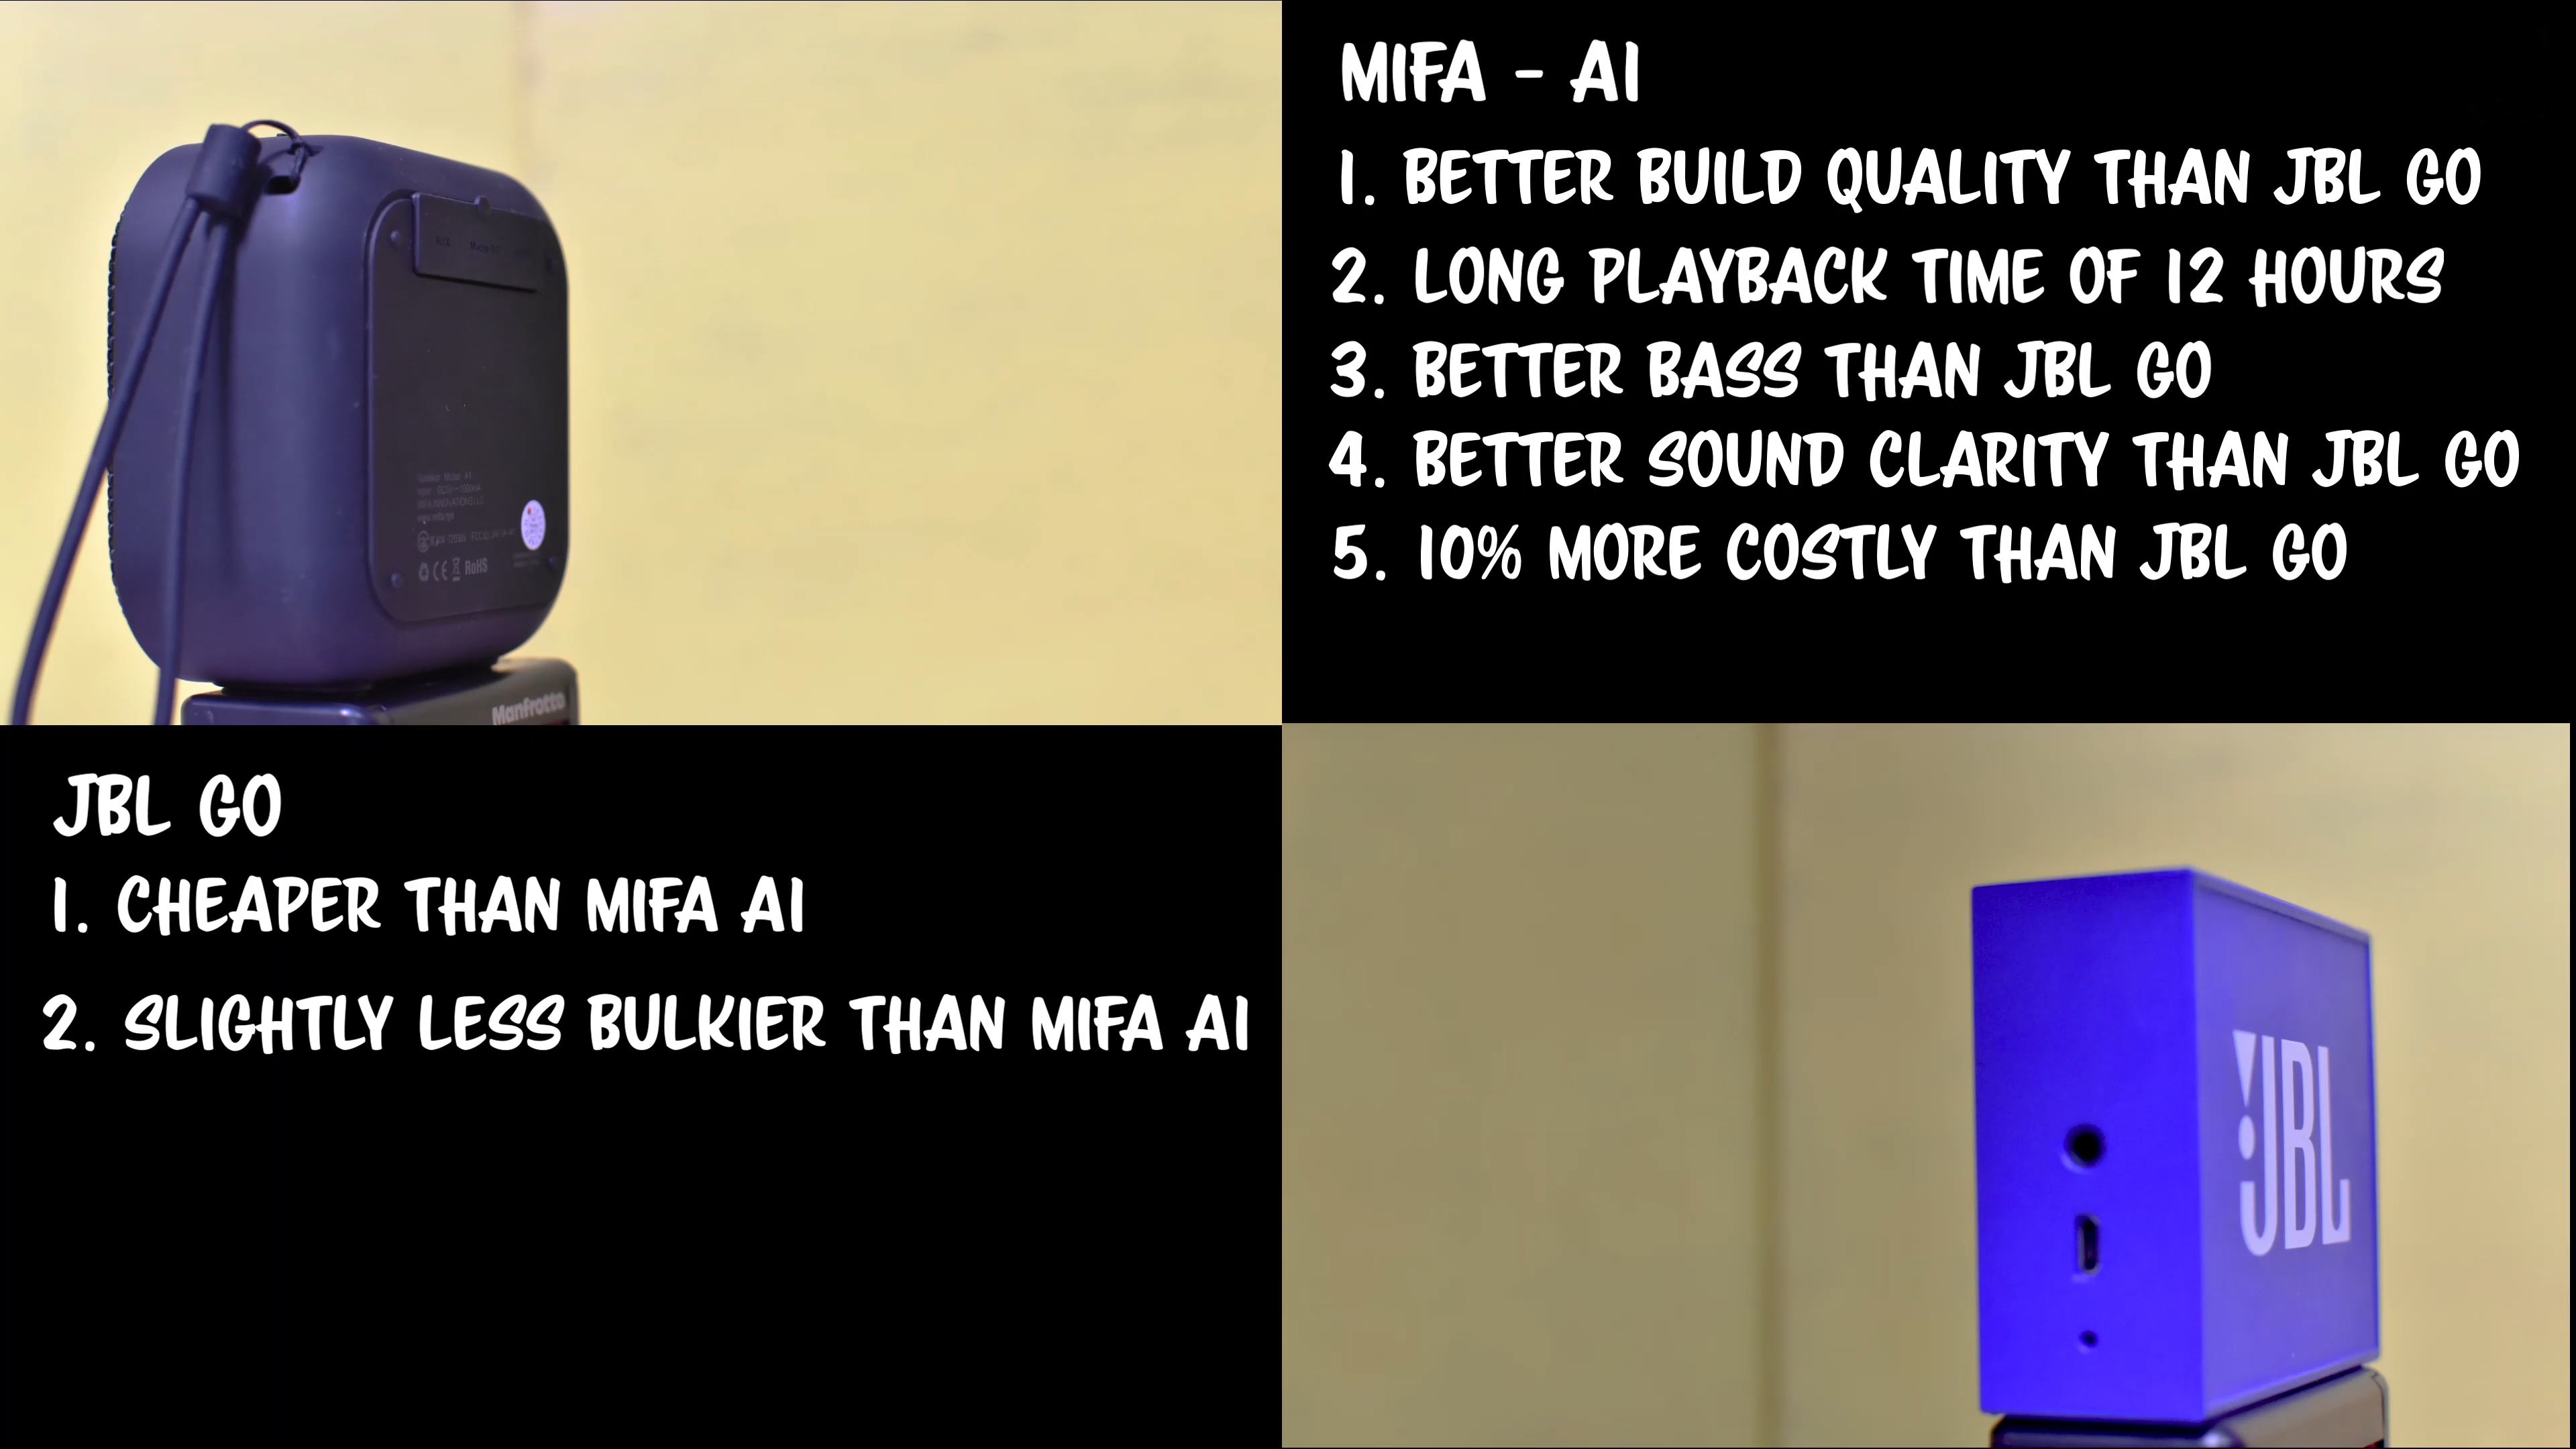 MIFA - A1
1. BETTER BUILD QUALITY THAN JBL GO
2. LONG PLAYBACK TIME OF 12 HOURS
3. BETTER BASS THAN JBL GO
4. BETTER SOUND CLARITY THAN JBL GO
5. 10% MORE COSTLY THAN JBL GO
RoHS
Manfrotto
JBL GO
1. CHEAPER THAN MIFA A1
2. SLIGHTLY LESS BULKIER THAN MIFA A1
JBL